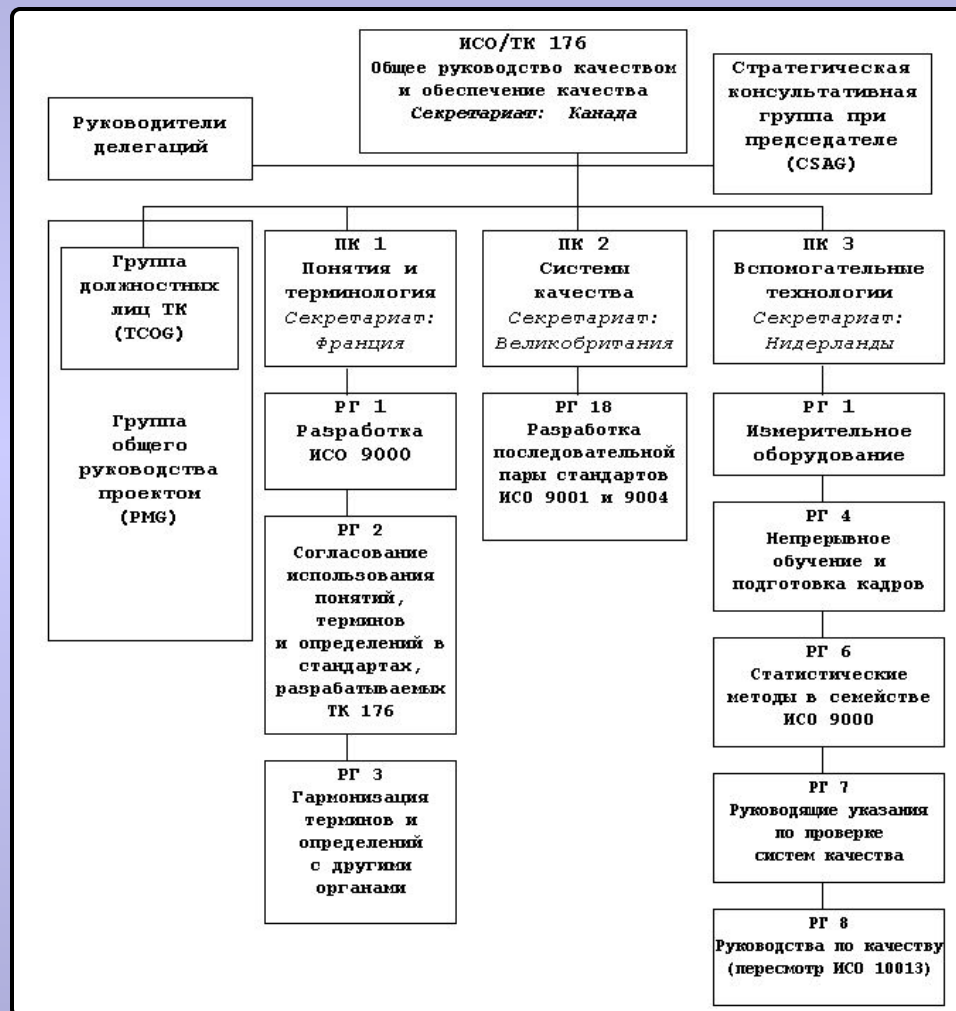 ИСО/ТК 176
Общее руководство качеством
и обеспечение качества
Секретариат: Канада
Руководители
делегаций
Стратегическая
консультативная
группа при
председателе
(CSAG)
Группа
должностных
лиц ТК
(TCOG)
Группа
общего
руководства
проектом
(PMG)
ПК 1
Понятия и
терминология
Секретариат:
Франция
РГ 1
Разработка
ИСО 9000
РГ 2
Согласование
использования
понятий,
терминов
и определений в
стандартах,
разрабатываемых
ТК 176
РГ 3
Гармонизация
терминов и
определений
с другими
органами
ПК 2
Системы
качества
Секретариат:
Великобритания
РГ 18
Разработка
последовательной
пары стандартов
ИСО 9001 и 9004
ПК 3
Вспомогательные
технологии
Секретариат:
Нидерланды
РГ 1
Измерительное
оборудование
РГ 4
Непрерывное
обучение и
подготовка кадров
РГ 6
Статистические
методы в семействе
ИСО 9000
РГ 7
Руководящие указания
по проверке
систем качества
РГ 8
Руководства по качеству
(пересмотр ИСО 10013)